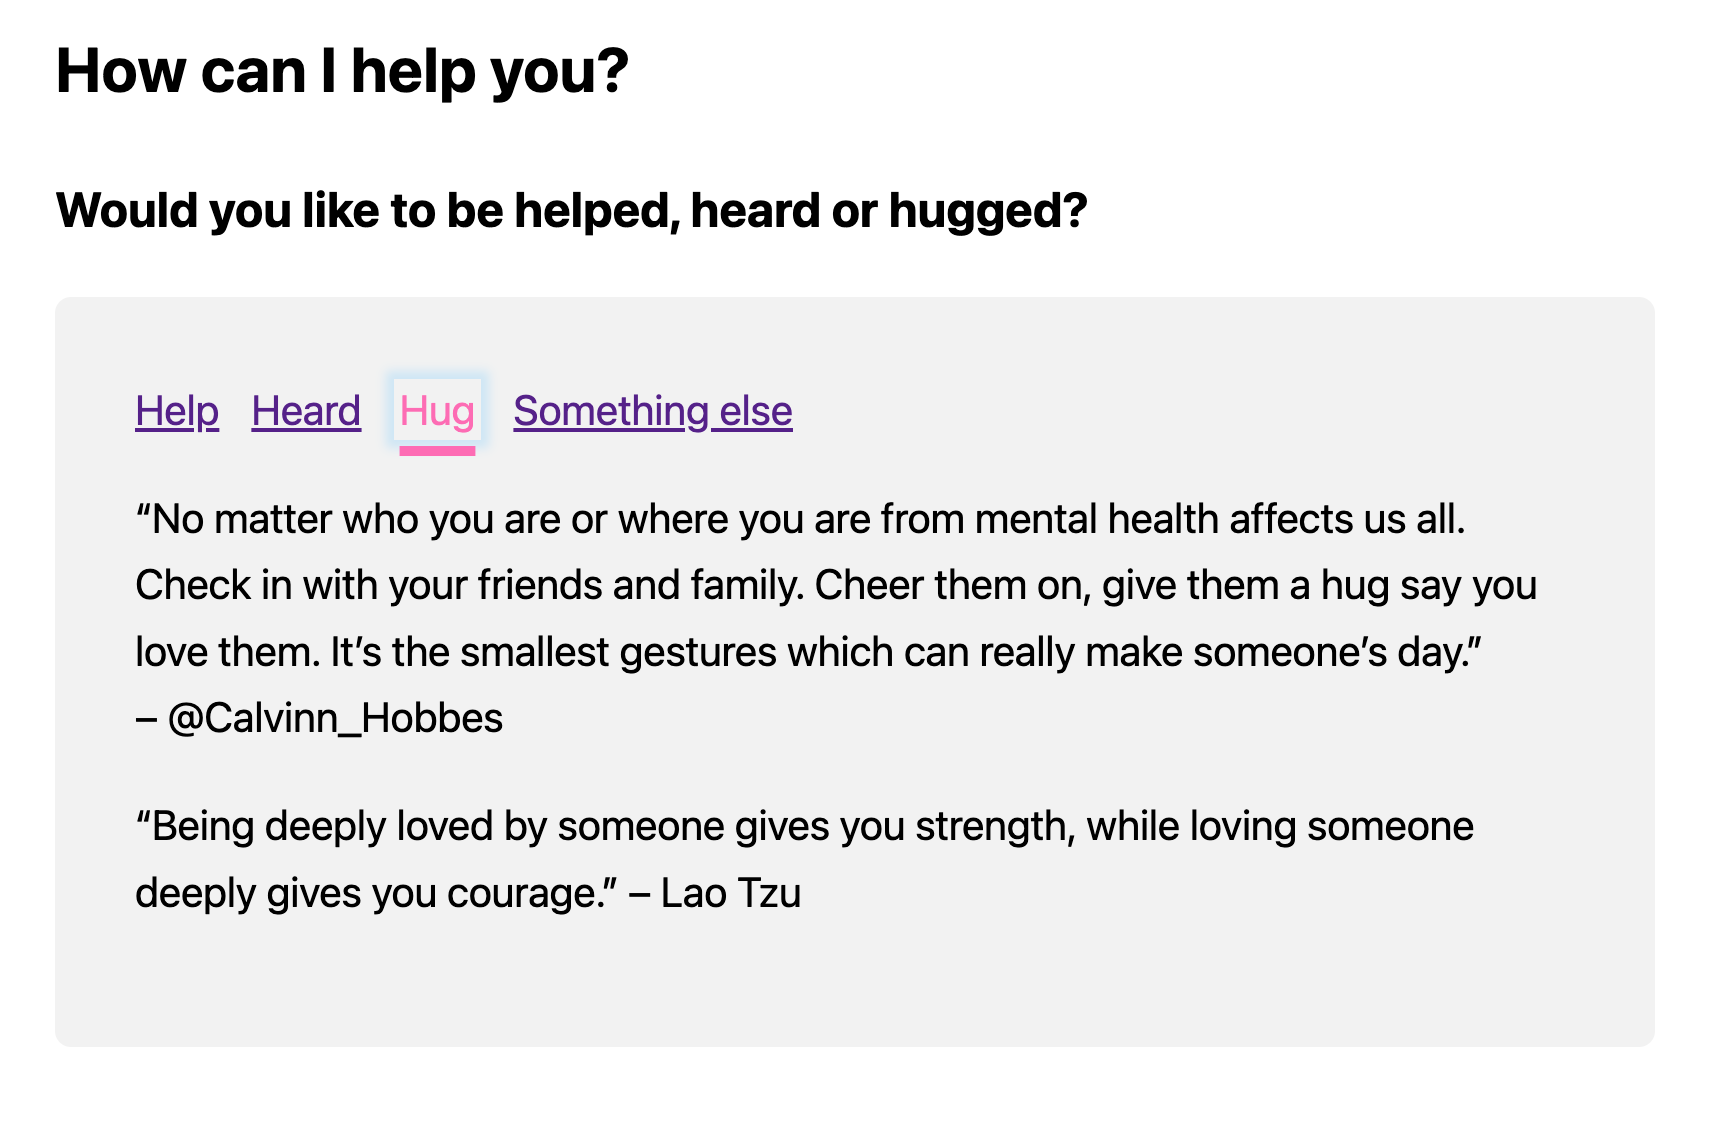 How can I help you?
Would you like to be helped, heard or hugged?
Help Heard Hug Something else
“No matter who you are or where you are from mental health affects us all.
Check in with your friends and family. Cheer them on, give them a hug say you
love them. It’s the smallest gestures which can really make someone’s day.”
– @Calvinn_Hobbes
“Being deeply loved by someone gives you strength, while loving someone
deeply gives you courage.” – Lao Tzu